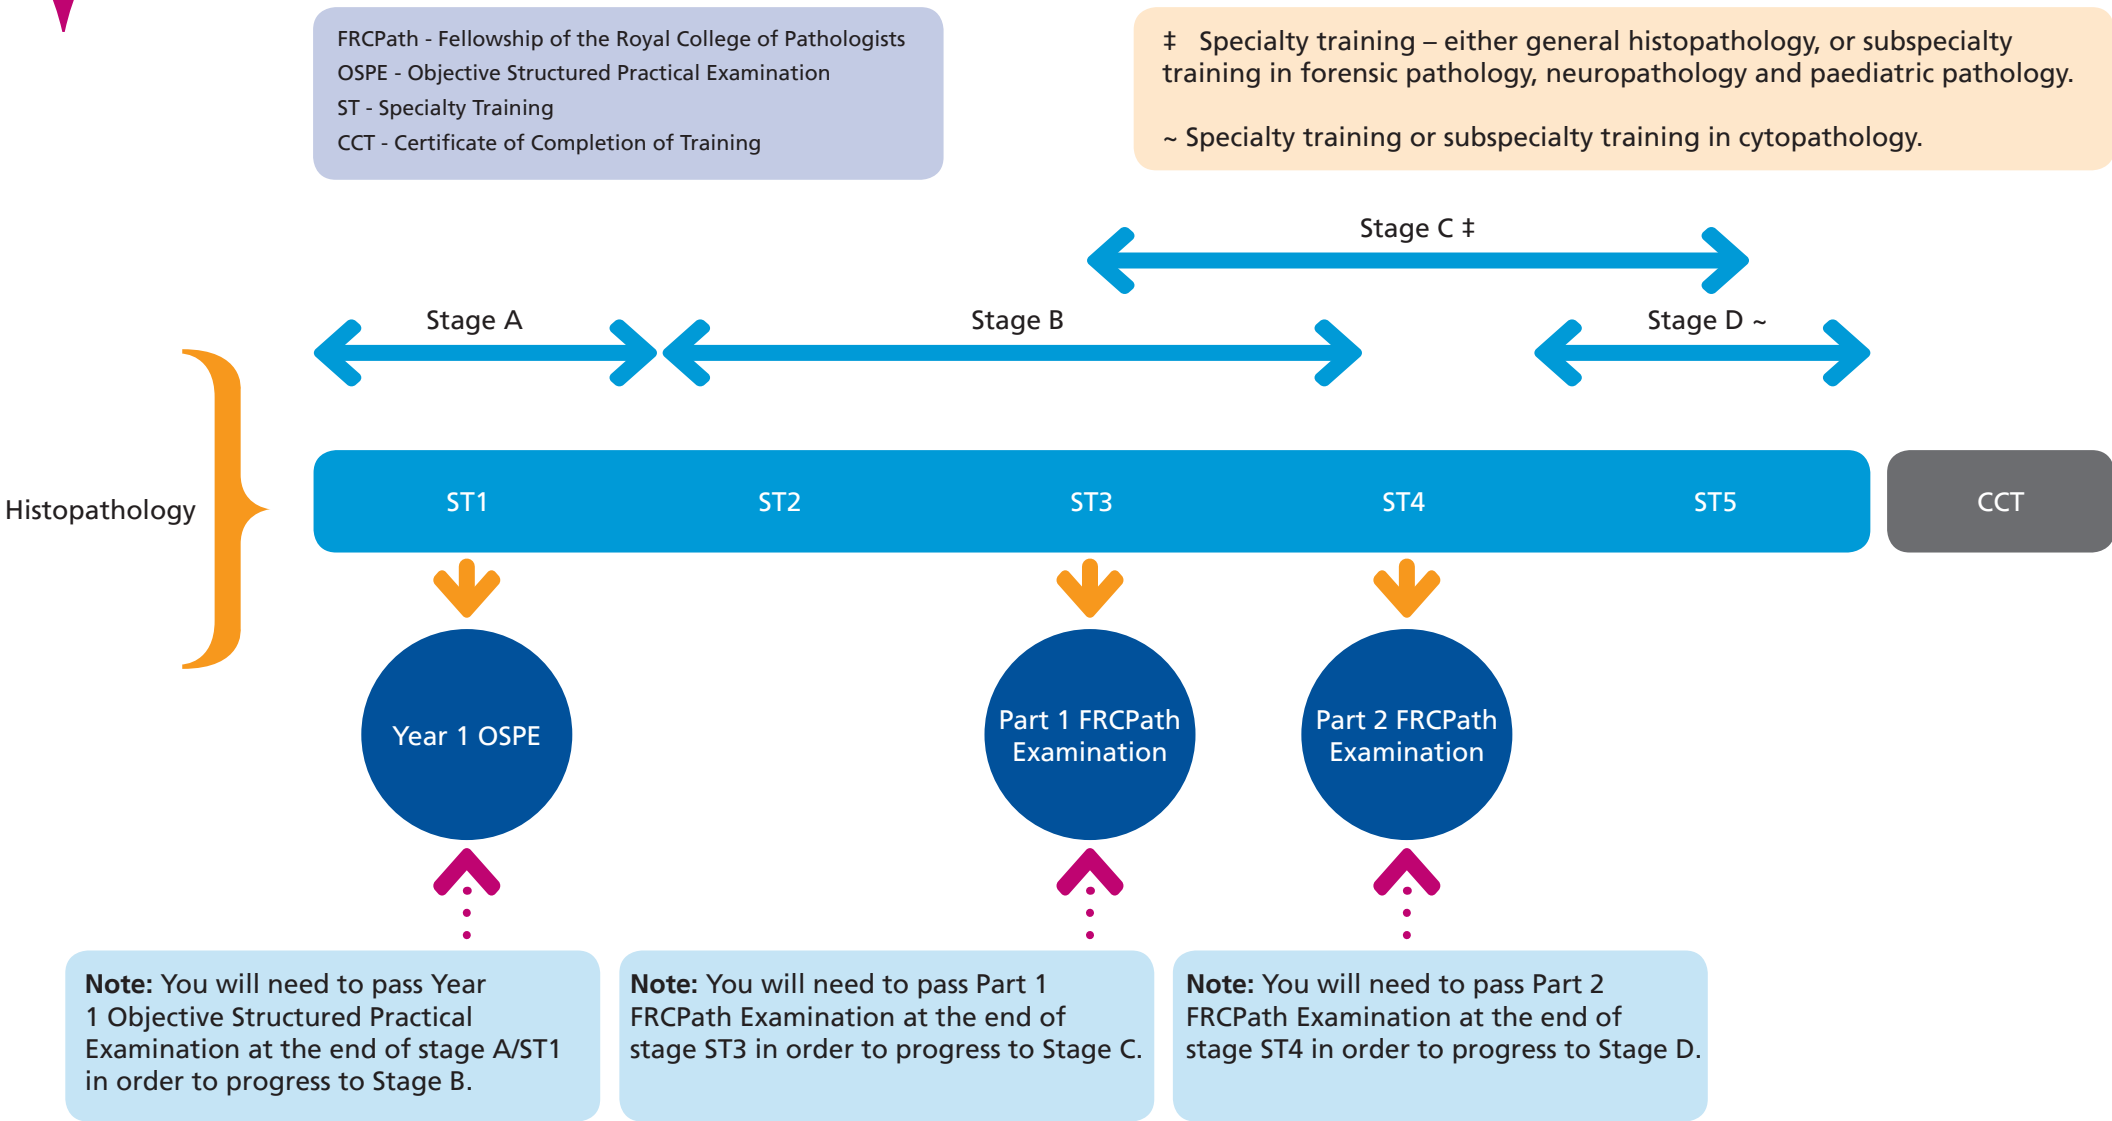 FRCPath - Fellowship of the Royal College of Pathologists
OSPE - Objective Structured Practical Examination
ST - Specialty Training
CCT - Certificate of Completion of Training
‡ Specialty training – either general histopathology, or subspecialty
training in forensic pathology, neuropathology and paediatric pathology.
~ Specialty training or subspecialty training in cytopathology.
Stage C ‡
Stage A
Stage B
Stage D ~
Histopathology
ST1
ST2
ST3
ST4
ST5
CCT
Year 1 OSPE
Part 1 FRCPath
Examination
Part 2 FRCPath
Examination
Note: You will need to pass Year
1 Objective Structured Practical
Examination at the end of stage A/ST1
in order to progress to Stage B.
Note: You will need to pass Part 1
FRCPath Examination at the end of
stage ST3 in order to progress to Stage C.
Note: You will need to pass Part 2
FRCPath Examination at the end of
stage ST4 in order to progress to Stage D.